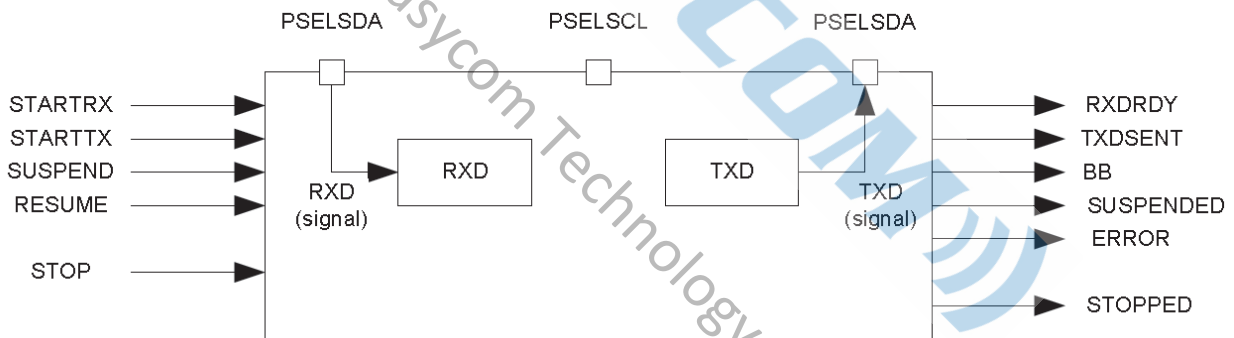 PSELSDA PSELSCL PSELSDA
STARTRX
STARTTX
SUSPEND
RESUME
STOP
RXD
(signal)
RXD
TXD
TXD
(signal)
RXDRDY
TXDSENT
BB
SUSPENDED
ERROR
STOPPED
Technology